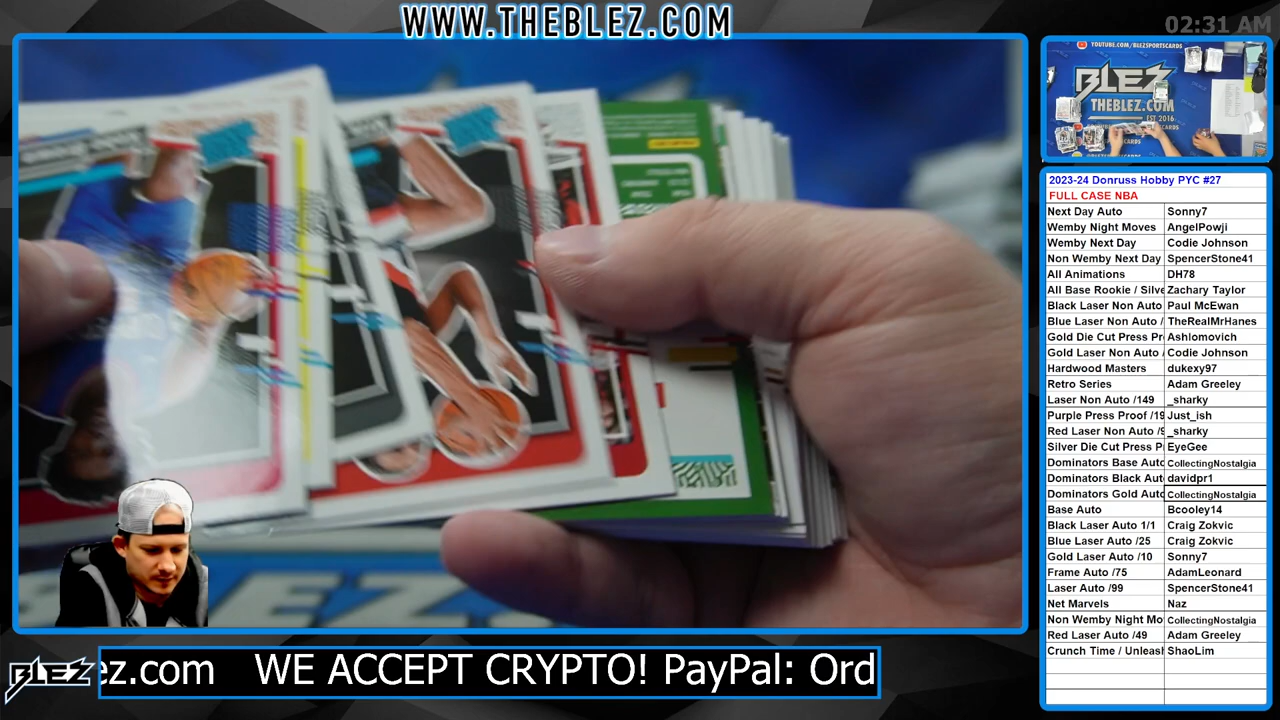 WWW.THEBLEZ.COM
02:31 AM
YOUTUBE.COM/BLEZSPORTSCARDS
BLEZ
THEBLEZ.COM
EST 2016
2023-24 Donruss Hobby PYC #27
FULL CASE NBA
Next Day Auto Sonny7
Wemby Night Moves AngelPowji
Wemby Next Day Codie Johnson
Non Wemby Next Day SpencerStone41
All Animations DH78
All Base Rookie / Silve Zachary Taylor
Black Laser Non Auto Paul McEwan
Blue Laser Non Auto / TheRealMrHanes
Gold Die Cut Press Pr Ashlomovich
Gold Laser Non Auto / Codie Johnson
Hardwood Masters dukexy97
Retro Series Adam Greeley
Laser Non Auto /149 _sharky
Purple Press Proof /19 Just_ish
Red Laser Non Auto /9 _sharky
Silver Die Cut Press P EyeGee
Dominators Base Auto CollectingNostalgia
Dominators Black Auto davidpr1
Dominators Gold Auto CollectingNostalgia
Base Auto Bcooley14
Black Laser Auto 1/1 Craig Zokvic
Blue Laser Auto /25 Craig Zokvic
Gold Laser Auto /10 Sonny7
Frame Auto /75 AdamLeonard
Laser Auto /99 SpencerStone41
Net Marvels Naz
Non Wemby Night Mo CollectingNostalgia
Red Laser Auto /49 Adam Greeley
Crunch Time / Unleash ShaoLim
BLEZ
ez.com WE ACCEPT CRYPTO! PayPal: Ord